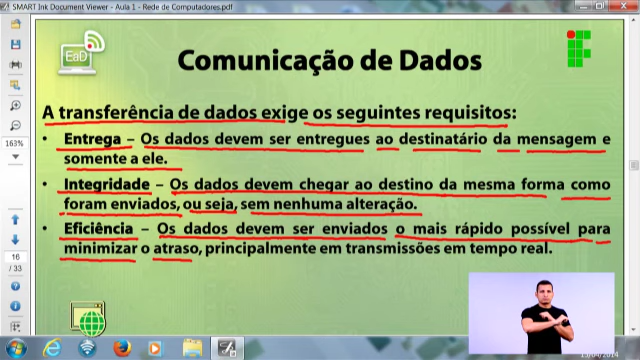 SMART Ink Document Viewer - Aula 1 - Rede de Computadores.pdf
EaD
Comunicação de Dados
A transferência de dados exige os seguintes requisitos:
• Entrega – Os dados devem ser entregues ao destinatário da mensagem e
somente a ele.
163%
• Integridade – Os dados devem chegar ao destino da mesma forma como
foram enviados, ou seja, sem nenhuma alteração.
• Eficiência – Os dados devem ser enviados o mais rápido possível para
minimizar o atraso, principalmente em transmissões em tempo real.
16
/ 33
15/04/2014